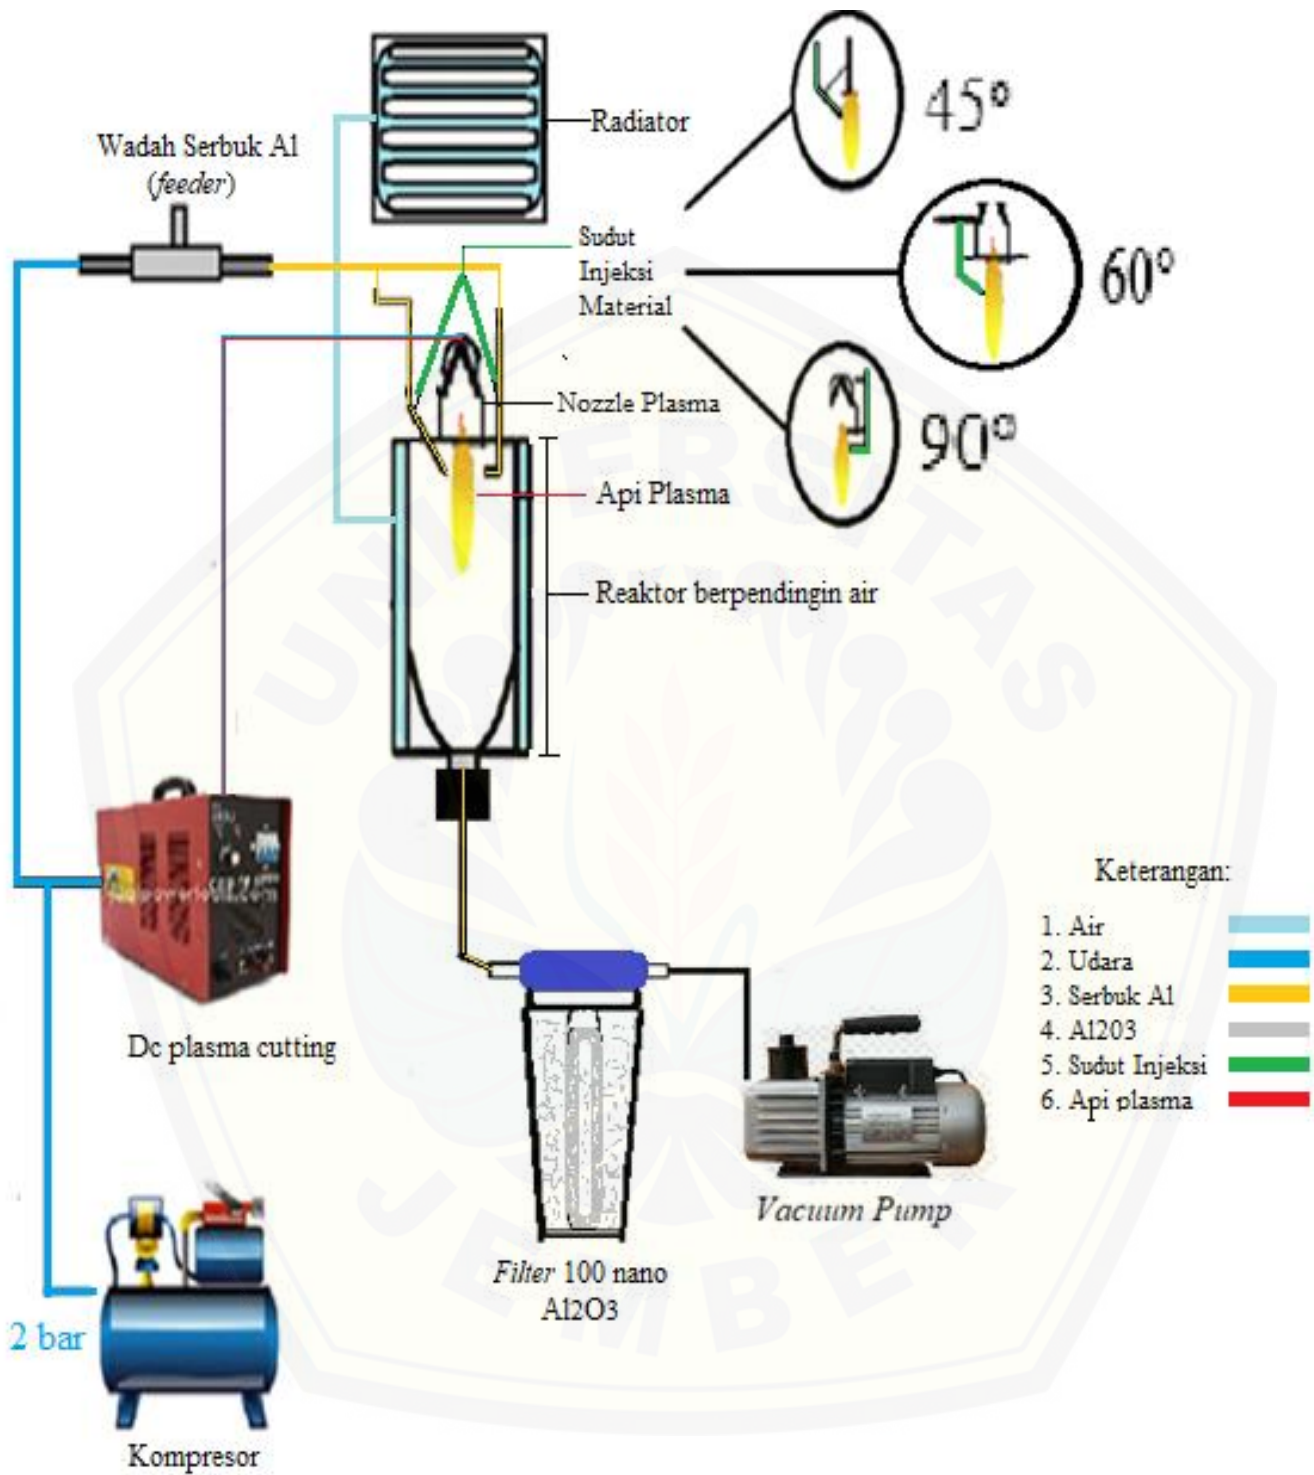 45°
Radiator
Wadah Serbuk Al
(feeder)
Sudut
Injeksi
Material
60°
Nozzle Plasma
90°
Api Plasma
Reaktor berpendingin air
Dc plasma cutting
Keterangan:
1. Air
2. Udara
3. Serbuk Al
4. Al2O3
5. Sudut Injeksi
6. Api plasma
Vacuum Pump
Filter 100 nano
Al2O3
2 bar
Kompresor
UNIVERSITAS
JEMBER